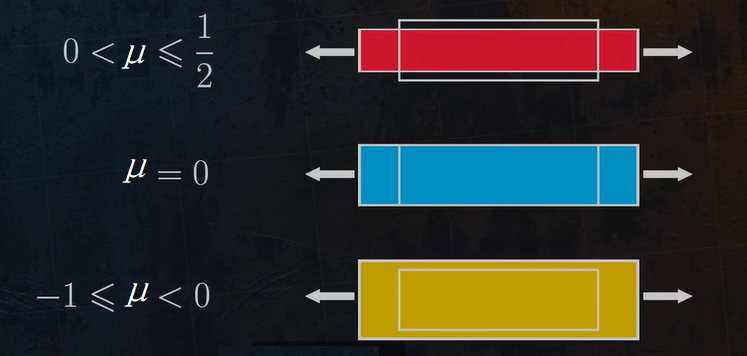 0 < μ ⩽ 1/2
μ = 0
−1 ⩽ μ < 0